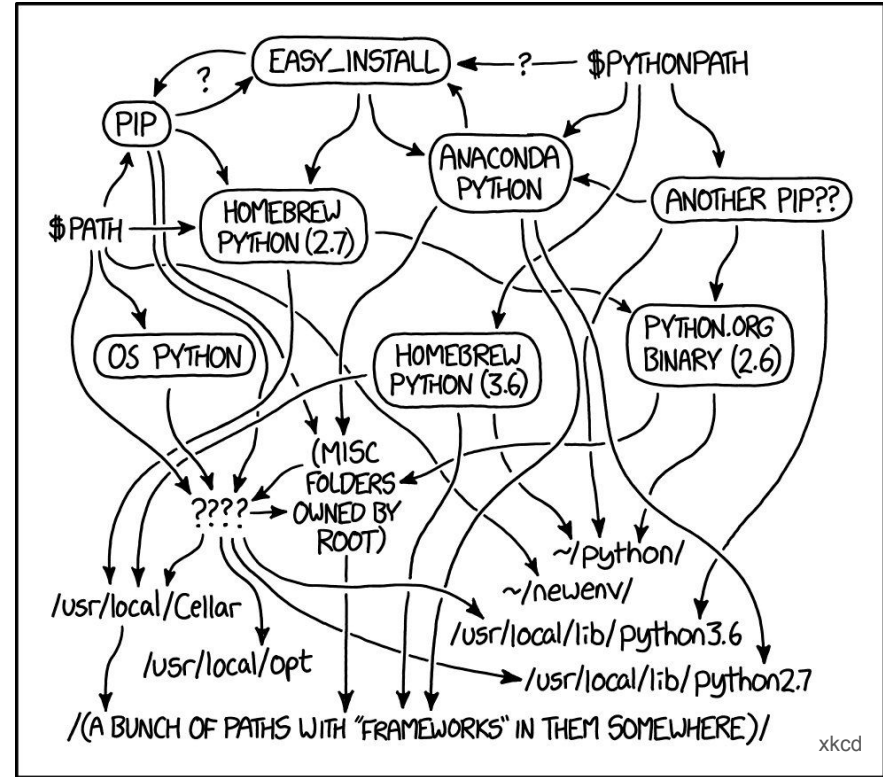 EASY_INSTALL
?
?
$PYTHONPATH
PIP
ANACONDA
PYTHON
ANOTHER PIP??
HOMEBREW
PYTHON (2.7)
$PATH
OS PYTHON
HOMEBREW
PYTHON (3.6)
PYTHON.ORG
BINARY (2.6)
(MISC
FOLDERS
OWNED BY
ROOT)
????
~/python/
~/newenv/
/usr/local/Cellar
/usr/local/lib/python3.6
/usr/local/opt
/usr/local/lib/python2.7
/(A BUNCH OF PATHS WITH "FRAMEWORKS" IN THEM SOMEWHERE)/
xkcd